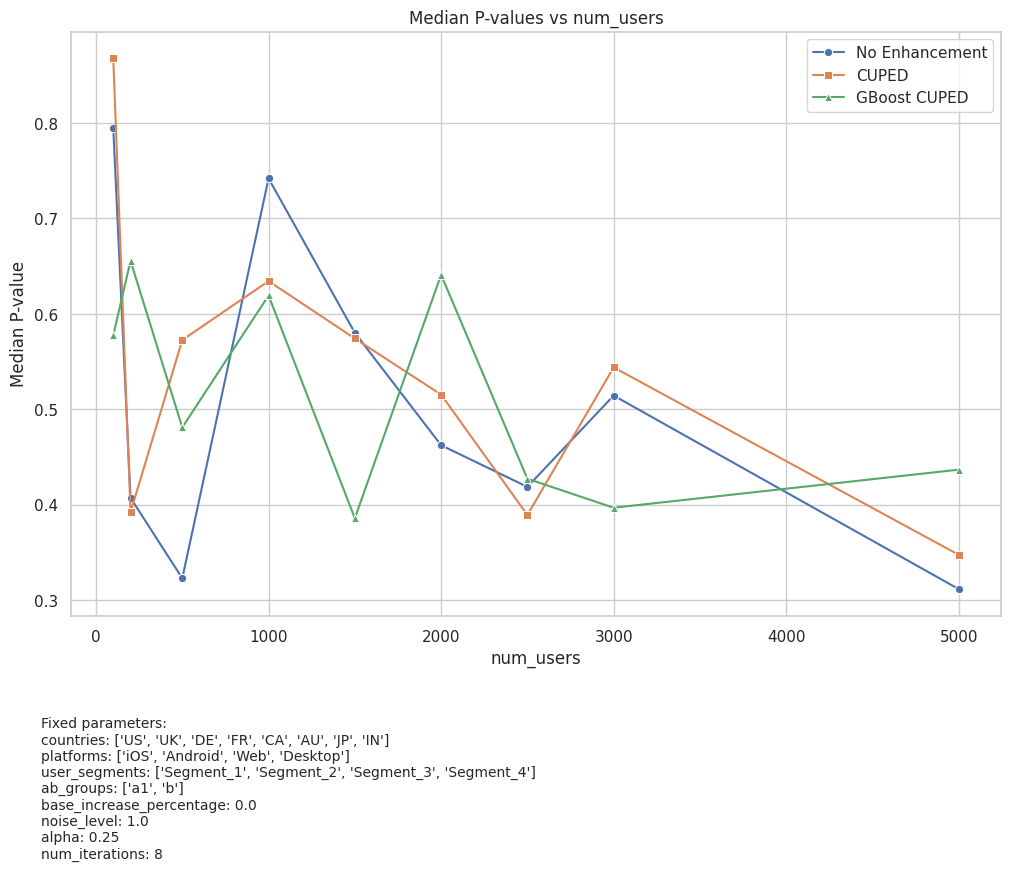 Median P-values vs num_users
No Enhancement
CUPED
GBoost CUPED
Median P-value
0.8
0.7
0.6
0.5
0.4
0.3
0
1000
2000
3000
4000
5000
num_users
Fixed parameters:
countries: ['US', 'UK', 'DE', 'FR', 'CA', 'AU', 'JP', 'IN']
platforms: ['iOS', 'Android', 'Web', 'Desktop']
user_segments: ['Segment_1', 'Segment_2', 'Segment_3', 'Segment_4']
ab_groups: ['a1', 'b']
base_increase_percentage: 0.0
noise_level: 1.0
alpha: 0.25
num_iterations: 8